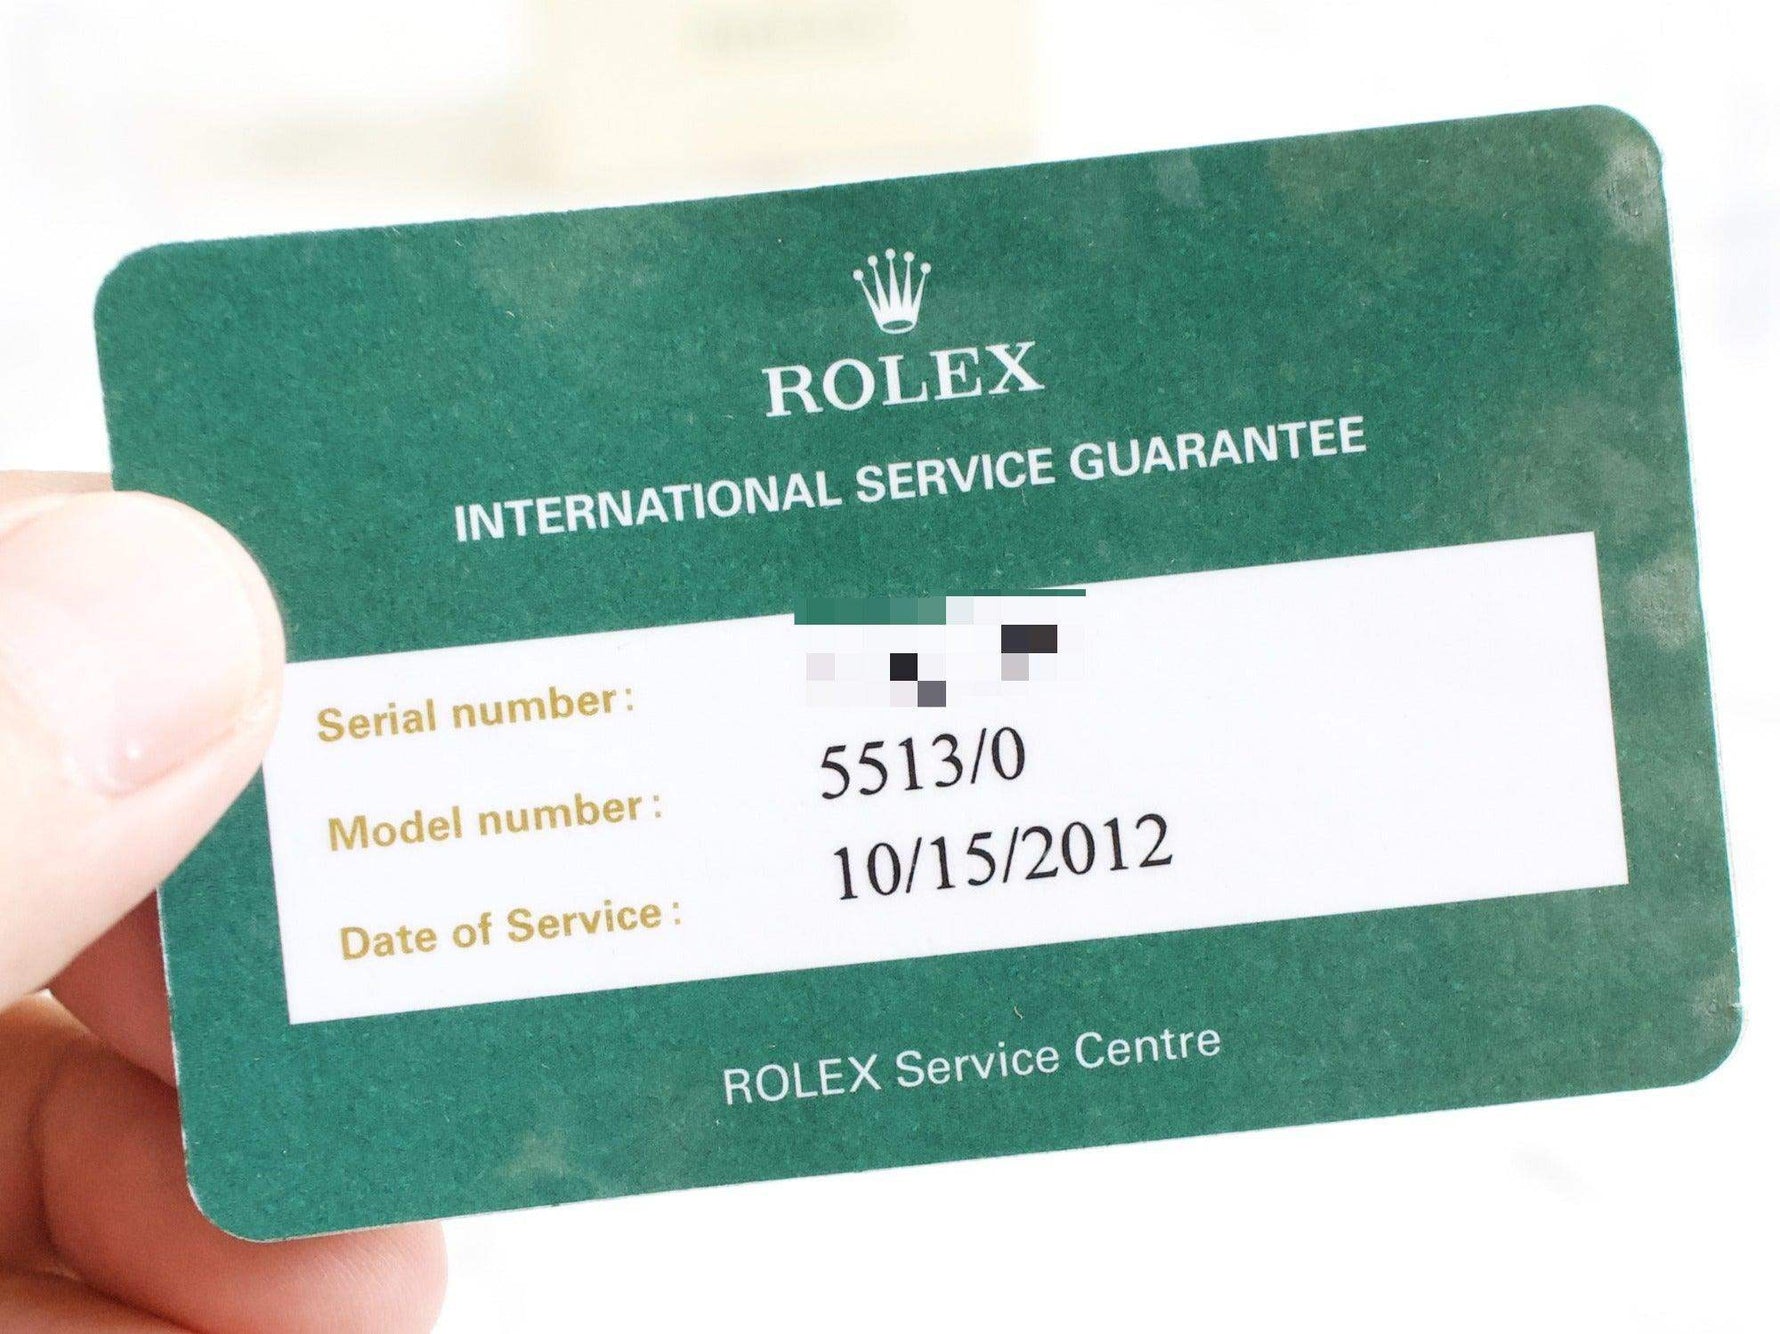 ROLEX
INTERNATIONAL SERVICE GUARANTEE
Serial number:
Model number: 5513/0
Date of Service: 10/15/2012
ROLEX Service Centre